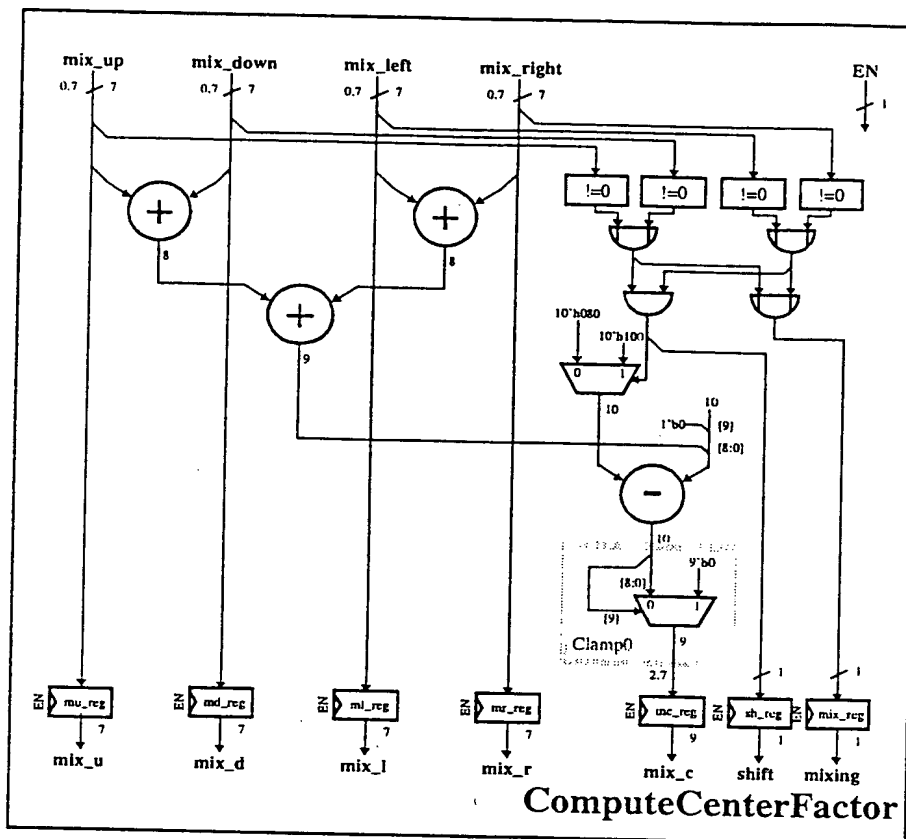 mix_up mix_down mix_left mix_right EN
0.7 7 0.7 7 0.7 7 0.7 7 1
!=0 !=0 !=0 !=0
+ +
8 8
+
9
10'h080 10'h100
0 1
10 10
1'b0 {9}
{8:0}
-
10
9'b0
{8:0} 0 1
{9}
9
Clamp0
2.7 1 1
EN mu_reg EN md_reg EN ml_reg EN mr_reg EN mc_reg EN sh_reg EN mix_reg
7 7 7 7 9 1 1
mix_u mix_d mix_l mix_r mix_c shift mixing
ComputeCenterFactor